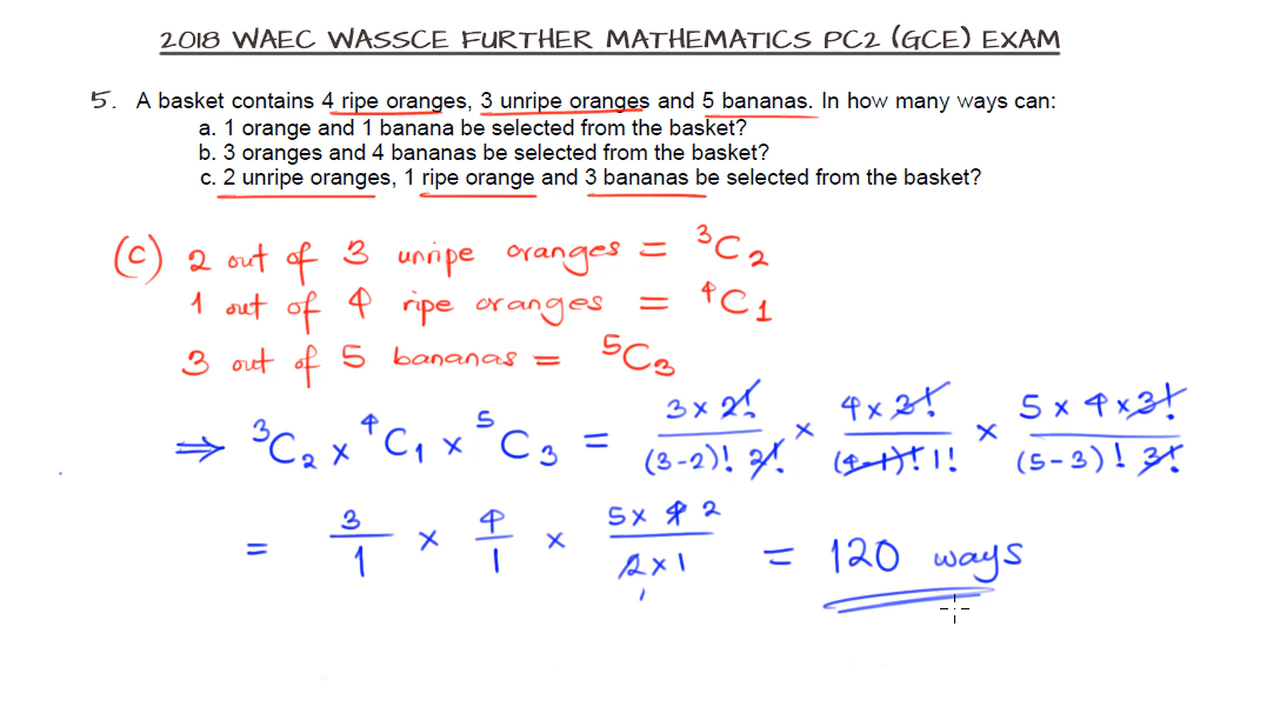 2018 WAEC WASSCE FURTHER MATHEMATICS PC2 (GCE) EXAM
5. A basket contains 4 ripe oranges, 3 unripe oranges and 5 bananas. In how many ways can:
a. 1 orange and 1 banana be selected from the basket?
b. 3 oranges and 4 bananas be selected from the basket?
c. 2 unripe oranges, 1 ripe orange and 3 bananas be selected from the basket?
(c) 2 out of 3 unripe oranges = ³C₂
1 out of 4 ripe oranges = ⁴C₁
3 out of 5 bananas = ⁵C₃
⇒ ³C₂ × ⁴C₁ × ⁵C₃ = 3 × 2! / (3-2)! 2! × 4 × 3! / (4-1)! 1! × 5 × 4 × 3! / (5-3)! 3!
= 3/1 × 4/1 × 5 × 4 2 / 2 × 1 1 = 120 ways